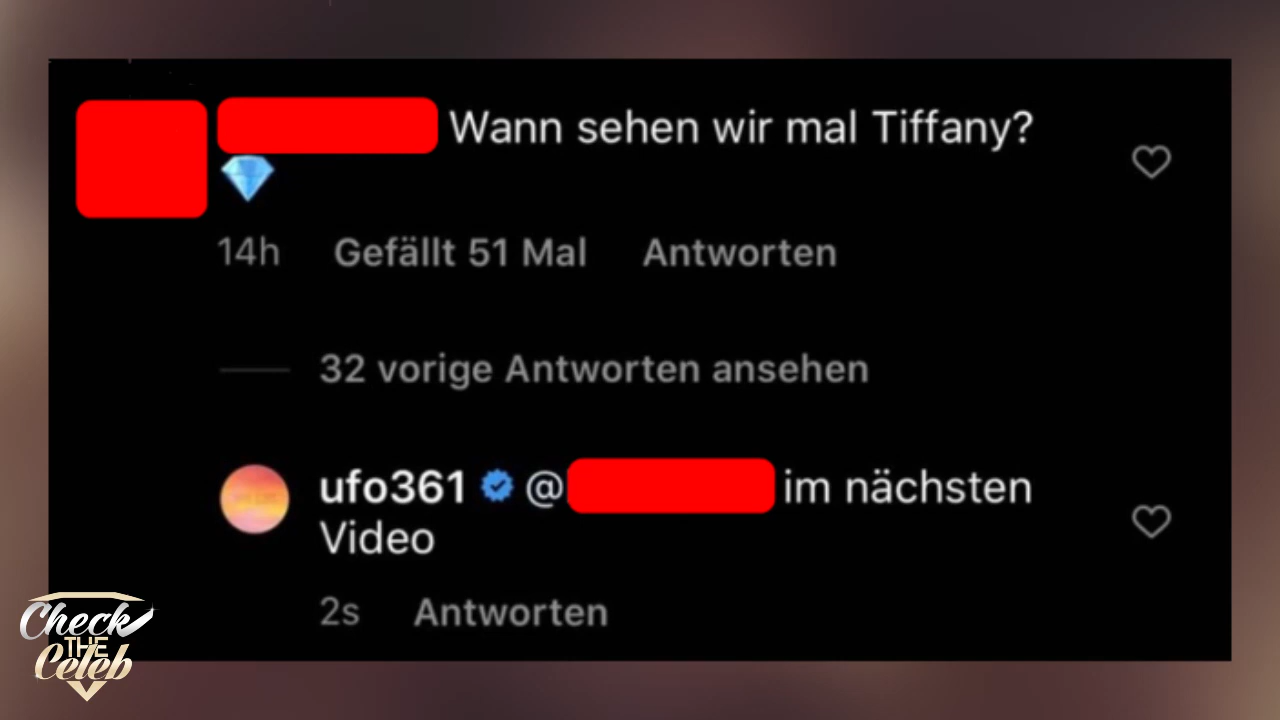 Wann sehen wir mal Tiffany?
💎
14h Gefällt 51 Mal Antworten
32 vorige Antworten ansehen
ufo361 @ im nächsten
Video
2s Antworten
Check
THE
Celeb